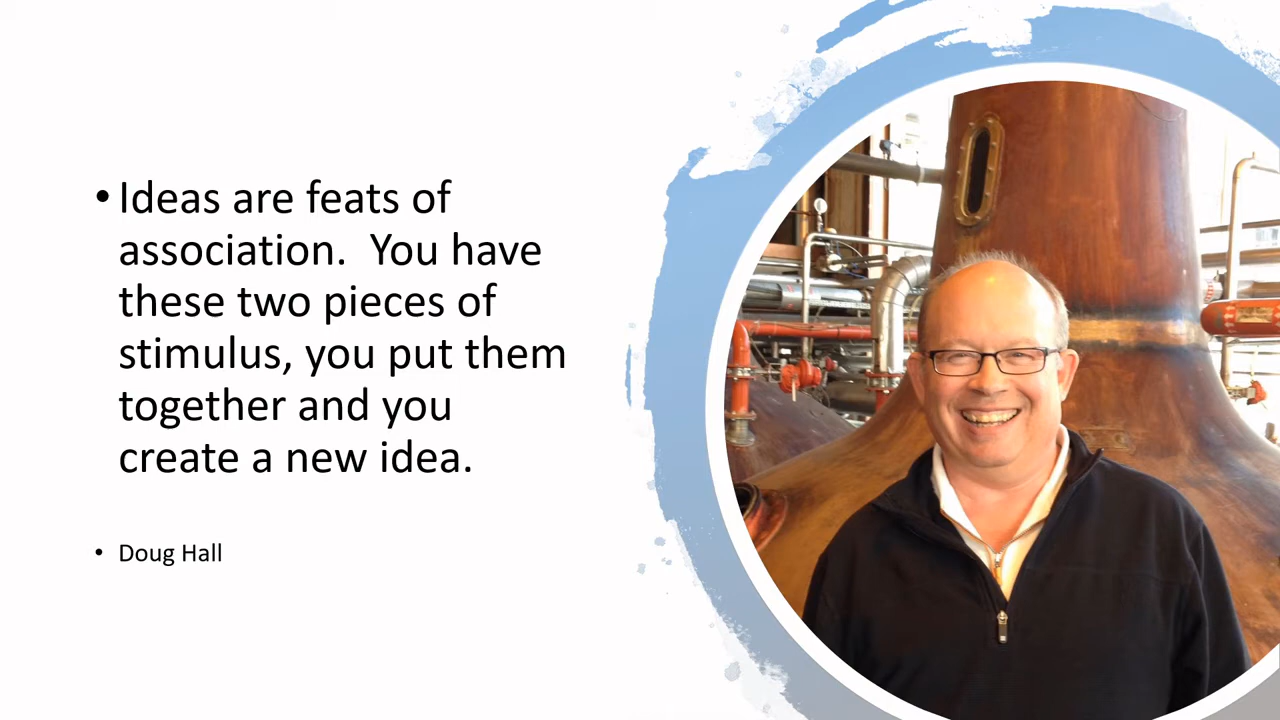 • Ideas are feats of
association.  You have
these two pieces of
stimulus, you put them
together and you
create a new idea.
• Doug Hall